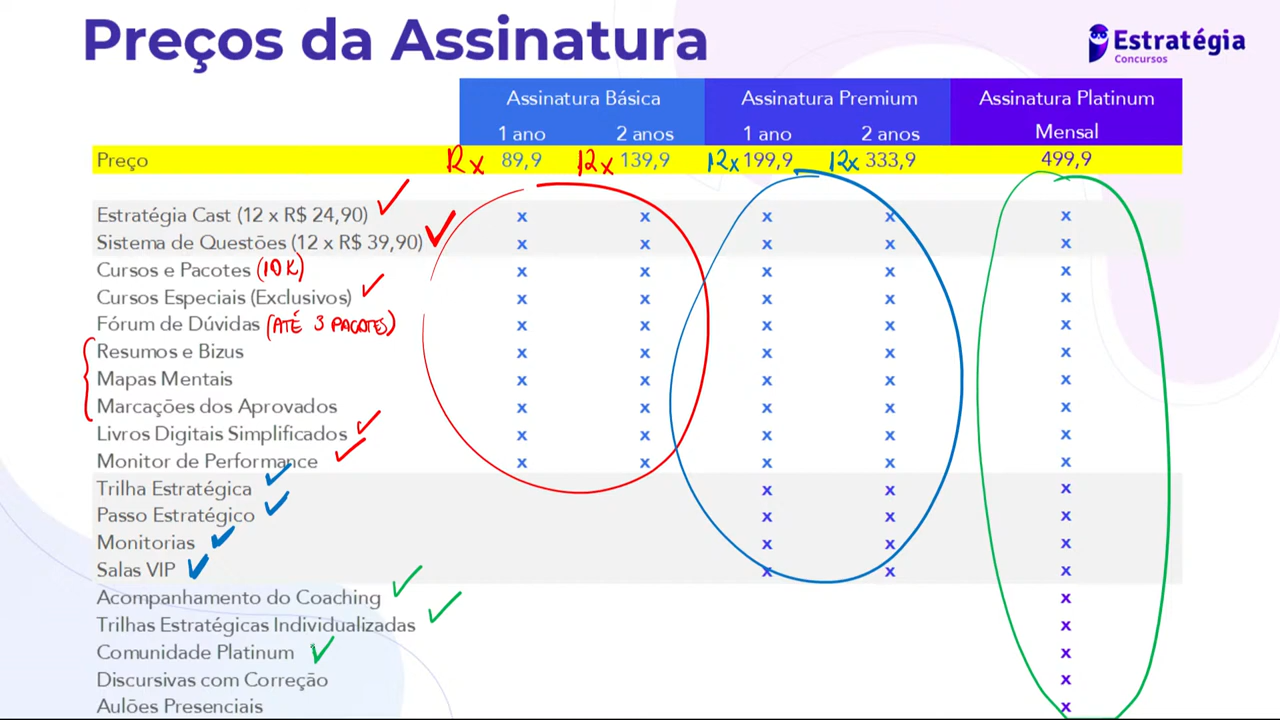 Preços da Assinatura
Estratégia
Concursos
Assinatura Básica Assinatura Premium Assinatura Platinum
1 ano 2 anos 1 ano 2 anos Mensal
Preço 12x 89,9 12x 139,9 12x 199,9 12x 333,9 499,9
Estratégia Cast (12 x R$ 24,90) x x x x x
Sistema de Questões (12 x R$ 39,90) x x x x x
Cursos e Pacotes (10K) x x x x x
Cursos Especiais (Exclusivos) x x x x x
Fórum de Dúvidas (ATÉ 3 PACOTES) x x x x x
Resumos e Bizus x x x x x
Mapas Mentais x x x x x
Marcações dos Aprovados x x x x x
Livros Digitais Simplificados x x x x x
Monitor de Performance x x x x x
Trilha Estratégica x x x
Passo Estratégico x x x
Monitorias x x x
Salas VIP x x x
Acompanhamento do Coaching x
Trilhas Estratégicas Individualizadas x
Comunidade Platinum x
Discursivas com Correção x
Aulões Presenciais x